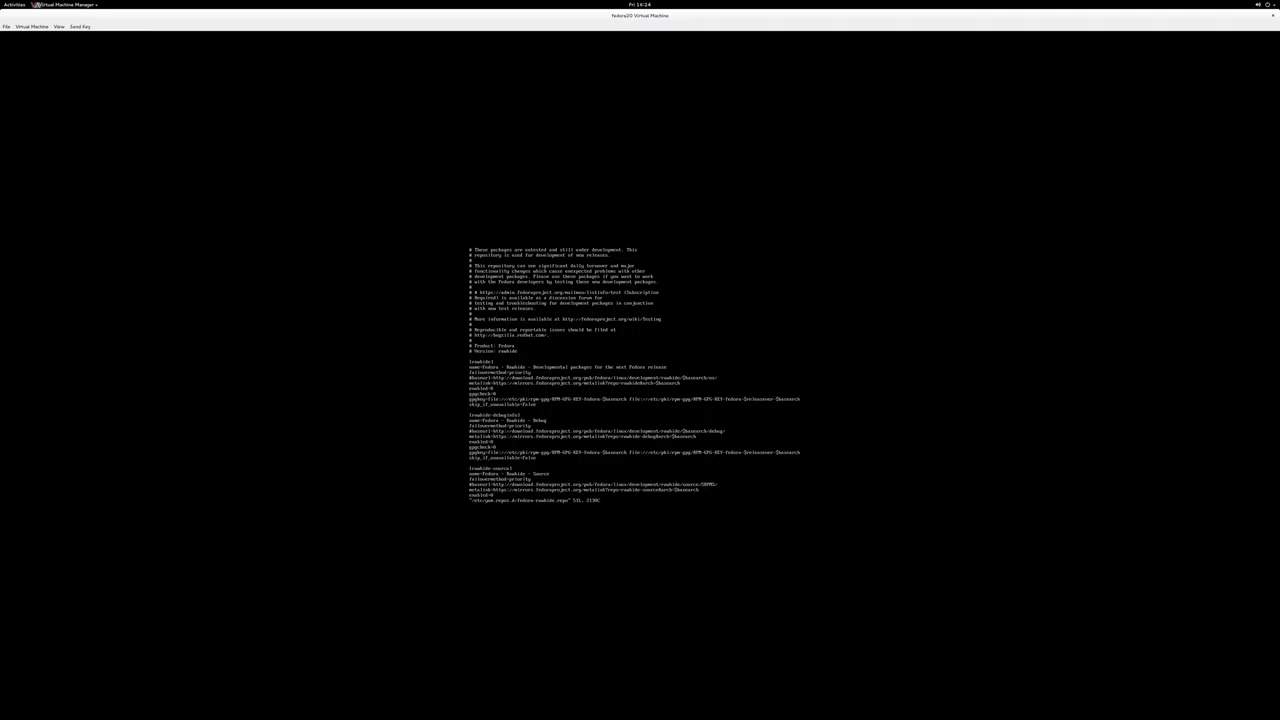 Activities Virtual Machine Manager Fri 16:24
fedora20 Virtual Machine ×
File Virtual Machine View Send Key
# These packages are untested and still under development. This
# repository is used for development of new releases.
#
# This repository can see significant daily turnover and major
# functionality changes which cause unexpected problems with other
# development packages. Please use these packages if you want to work
# with the Fedora developers by testing these new development packages.
#
# # https://admin.fedoraproject.org/mailman/listinfo/test (Subscription
# Required) is available as a discussion forum for
# testing and troubleshooting for development packages in conjunction
# with new test releases.
#
# More information is available at http://fedoraproject.org/wiki/Testing
#
# Reproducible and reportable issues should be filed at
# http://bugzilla.redhat.com/.
#
# Product: Fedora
# Version: rawhide
[rawhide]
name=Fedora - Rawhide - Developmental packages for the next Fedora release
failovermethod=priority
#baseurl=http://download.fedoraproject.org/pub/fedora/linux/development/rawhide/$basearch/os/
metalink=https://mirrors.fedoraproject.org/metalink?repo=rawhide&arch=$basearch
enabled=0
gpgcheck=0
gpgkey=file:///etc/pki/rpm-gpg/RPM-GPG-KEY-fedora-$basearch file:///etc/pki/rpm-gpg/RPM-GPG-KEY-fedora-$releasever-$basearch
skip_if_unavailable=False
[rawhide-debuginfo]
name=Fedora - Rawhide - Debug
failovermethod=priority
#baseurl=http://download.fedoraproject.org/pub/fedora/linux/development/rawhide/$basearch/debug/
metalink=https://mirrors.fedoraproject.org/metalink?repo=rawhide-debug&arch=$basearch
enabled=0
gpgcheck=0
gpgkey=file:///etc/pki/rpm-gpg/RPM-GPG-KEY-fedora-$basearch file:///etc/pki/rpm-gpg/RPM-GPG-KEY-fedora-$releasever-$basearch
skip_if_unavailable=False
[rawhide-source]
name=Fedora - Rawhide - Source
failovermethod=priority
#baseurl=http://download.fedoraproject.org/pub/fedora/linux/development/rawhide/source/SRPMS/
metalink=https://mirrors.fedoraproject.org/metalink?repo=rawhide-source&arch=$basearch
enabled=0
"/etc/yum.repos.d/fedora-rawhide.repo" 51L, 2130C